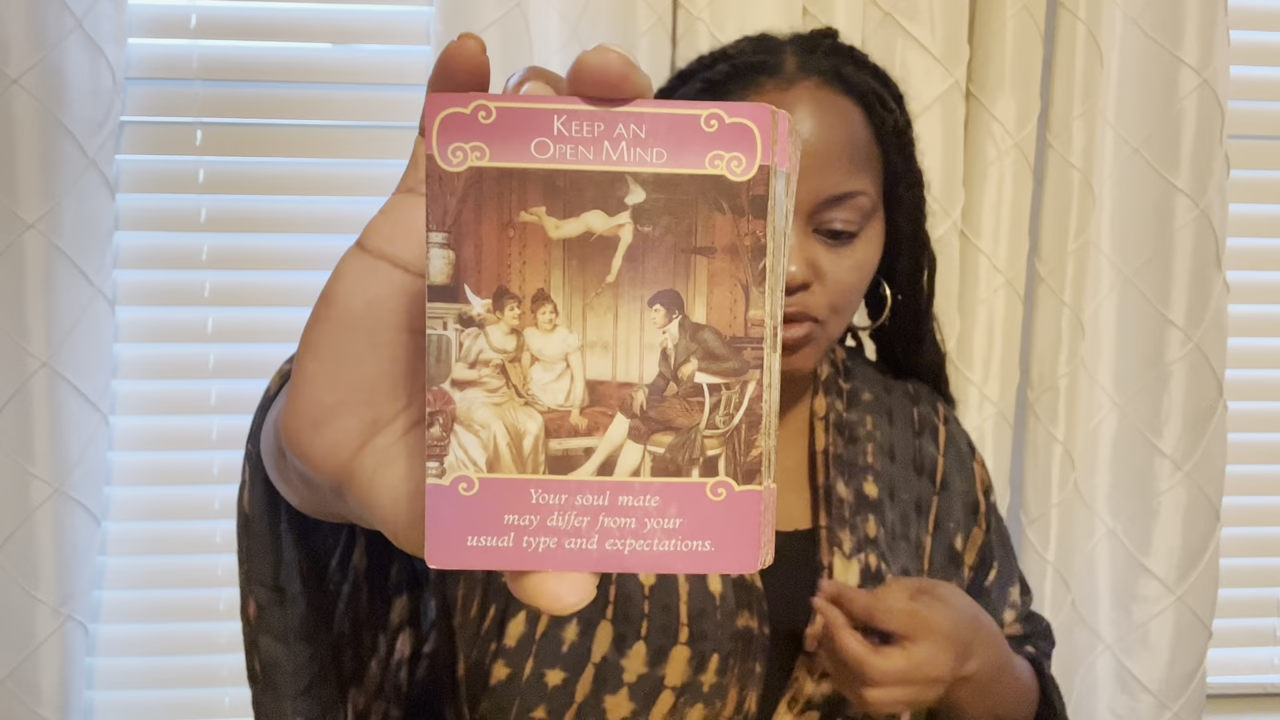 KEEP AN
OPEN MIND
Your soul mate
may differ from your
usual type and expectations.